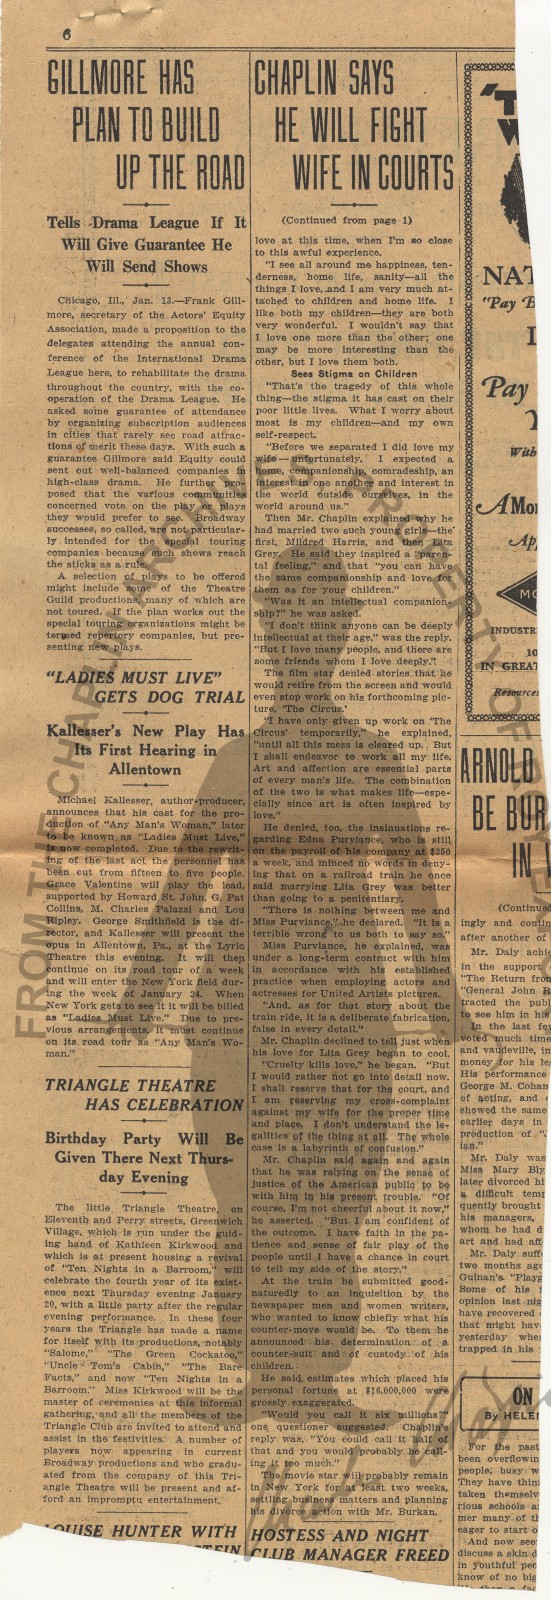 6
GILLMORE HAS
PLAN TO BUILD
UP THE ROAD
Tells Drama League If It
Will Give Guarantee He
Will Send Shows
Chicago, Ill., Jan. 13.—Frank Gill-
more, secretary of the Actors' Equity
Association, made a proposition to the
delegates attending the annual con-
ference of the International Drama
League here, to rehabilitate the drama
throughout the country, with the co-
operation of the Drama League. He
asked some guarantee of attendance
by organizing subscription audiences
in cities that rarely see road attrac-
tions of merit these days. With such a
guarantee Gillmore said Equity could
sent out well-balanced companies in
high-class drama. He further pro-
posed that the various communities
concerned vote on the plays or plays
they would prefer to see. Broadway
successes, so called, are not particular-
ly intended for the special touring
companies because such shows reach
the sticks as a rule.
A selection of plays to be offered
might include some of the Theatre
Guild productions, many of which are
not toured. If the plan works out the
special touring organizations might be
termed repertory companies, but pre-
senting new plays.
"LADIES MUST LIVE"
GETS DOG TRIAL
Kallesser's New Play Has
Its First Hearing in
Allentown
Michael Kallesser, author-producer,
announces that his cast for the pro-
duction of "Any Man's Woman," later
to be known as "Ladies Must Live,"
is now completed. Due to the rewrit-
ing of the last act the personnel has
been cut from fifteen to five people.
Grace Valentine will play the lead,
supported by Howard St. John, G. Pat
Collins, M. Charles Palazzi and Lou
Ripley. George Smithfield is the di-
rector, and Kallesser will present the
opus in Allentown, Pa., at the Lyric
Theatre this evening. It will then
continue on its road tour of a week
and will enter the New York field dur-
ing the week of January 24. When
New York gets to see it it will be billed
as "Ladies Must Live." Due to pre-
vious arrangements, it must continue
on its road tour as "Any Man's Wo-
man."
TRIANGLE THEATRE
HAS CELEBRATION
Birthday Party Will Be
Given There Next Thurs-
day Evening
The little Triangle Theatre, on
Eleventh and Perry streets, Greenwich
Village, which is run under the guid-
ing hand of Kathleen Kirkwood and
which is at present housing a revival
of "Ten Nights in a Barroom," will
celebrate the fourth year of its exist-
ence next Thursday evening January
20, with a little party after the regular
evening performance. In these four
years the Triangle has made a name
for itself with its productions, notably
"Salome," "The Green Cockatoo,"
"Uncle Tom's Cabin," "The Bare
Facts," and now "Ten Nights in a
Barroom." Miss Kirkwood will be the
master of ceremonies at this informal
gathering, and all the members of the
Triangle Club are invited to attend and
assist in the festivities. A number of
players now appearing in current
Broadway productions and who gradu-
ated from the company of this Tri-
angle Theatre will be present and af-
ford an impromptu entertainment.
LOUISE HUNTER WITH
CHAPLIN SAYS
HE WILL FIGHT
WIFE IN COURTS
(Continued from page 1)
love at this time, when I'm so close
to this awful experience.
"I see all around me happiness, ten-
derness, home life, sanity—all the
things I love and I am very much at-
tached to children and home life. I
like both my children—they are both
very wonderful. I wouldn't say that
I love one more than the other; one
may be more interesting than the
other, but I love them both.
Sees Stigma on Children
"That's the tragedy of this whole
thing—the stigma it has cast on their
poor little lives. What I worry about
most is my children—and my own
self-respect.
"Before we separated I did love my
wife—unfortunately. I expected a
home, companionship, comradeship, an
interest in one another and interest in
the world outside ourselves, in the
world around us."
Then Mr. Chaplin explained why he
had married two such young girls—the
first, Mildred Harris, and then Lita
Grey. He said they inspired a "paren-
tal feeling," and that "you can have
the same companionship and love for
them as for your children."
"Was it an intellectual companion-
ship?" he was asked.
"I don't think anyone can be deeply
intellectual at their age," was the reply.
"But I love many people, and there are
some friends whom I love deeply."
The film star denied stories that he
would retire from the screen and would
even stop work on his forthcoming pic-
ture, 'The Circus.'
"I have only given up work on 'The
Circus' temporarily," he explained,
"until all this mess is cleared up. But
I shall endeavor to work all my life.
Art and affection are essential parts
of every man's life. The combination
of the two is what makes life—espe-
cially since art is often inspired by
love."
He denied, too, the insinuations re-
garding Edna Purviance, who is still
on the payroll of his company at $250
a week, and minced no words in deny-
ing that on a railroad train he once
said marrying Lita Grey was better
than going to a penitentiary.
"There is nothing between me and
Miss Purviance," he declared. "It is a
terrible wrong to us both to say so."
Miss Purviance, he explained, was
under a long-term contract with him
in accordance with his established
practice when employing actors and
actresses for United Artists pictures.
"And, as for that story about the
train ride, it is a deliberate fabrication,
false in every detail."
Mr. Chaplin declined to tell just when
his love for Lita Grey began to cool.
"Cruelty kills love," he began. "But
I would rather not go into detail now.
I shall reserve that for the court, and
I am reserving my cross-complaint
against my wife for the proper time
and place. I don't understand the le-
galities of the thing at all. The whole
case is a labyrinth of confusion."
Mr. Chaplin said again and again
that he was relying on the sense of
justice of the American public to be
with him in his present trouble. "Of
course, I'm not cheerful about it now,"
he asserted. "But I am confident of
the outcome. I have faith in the pa-
tience and sense of fair play of the
people until I have a chance in court
to tell my side of the story."
At the train he submitted good-
naturedly to an inquisition by the
newspaper men and women writers,
who wanted to know chiefly what his
counter-move would be. To them he
announced his determination of a
counter-suit and of custody of his
children.
He said estimates which placed his
personal fortune at $16,000,000 were
grossly exaggerated.
"Would you call it six millions?"
one questioner suggested. Chaplin's
reply was, "You could call it half of
that and you would probably be call-
ing it too much."
The movie star will probably remain
in New York for at least two weeks,
settling business matters and planning
his divorce action with Mr. Burkan.
HOSTESS AND NIGHT
CLUB MANAGER FREED
NAT
"Pay
Pay
With
A Mo
INDUSTR
10
IN GREAT
Resources
ARNOLD
BE BUR
IN
(Continue
ingly and contin
after another of
Mr. Daly achie
in the support
"The Return from
"General John R
tracted the publ
to see him in his
In the last few
voted much time
and vaudeville, in
money for his le
His performance
George M. Cohan
of acting, and
showed the same
earlier days in
production of
ian."
Mr. Daly was
Miss Mary Bly
later divorced hi
a difficult temp
quently brought
his managers,
whom he had d
art and had aff
Mr. Daly suff
two months ago
Guinan's "Playg
Some of his f
opinion last nig
have recovered
that might hav
yesterday when
trapped in his
ON
By HELEN
For the past
been overflowin
people, busy w
They have thin
taken themselv
rious schools a
mer many of th
eager to start o
And now see
discuss a skin d
in youthful peo
know of no big
FROM THE CHAPLIN ARCHIVES PROPERTY OF